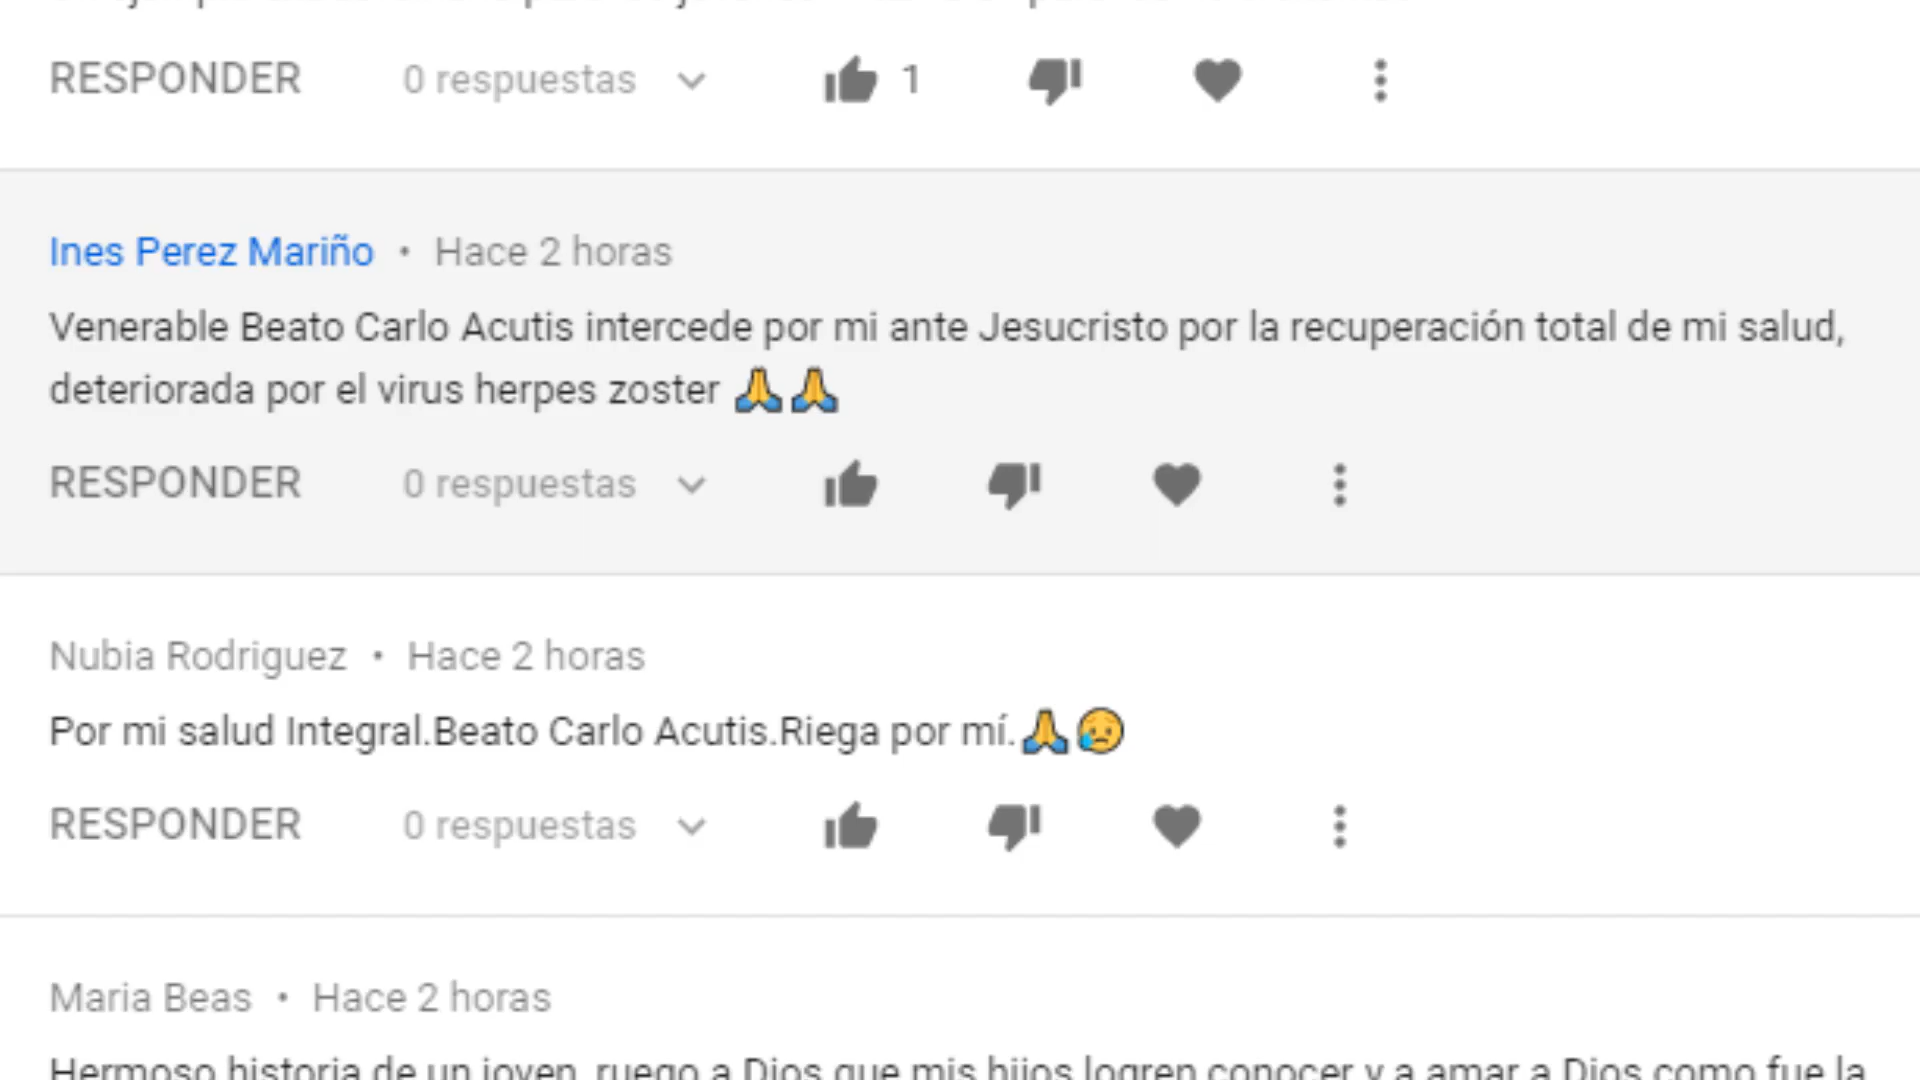 RESPONDER 0 respuestas 1
Ines Perez Mariño • Hace 2 horas
Venerable Beato Carlo Acutis intercede por mi ante Jesucristo por la recuperación total de mi salud,
deteriorada por el virus herpes zoster 🙏🙏
RESPONDER 0 respuestas
Nubia Rodriguez • Hace 2 horas
Por mi salud Integral.Beato Carlo Acutis.Riega por mí.🙏😥
RESPONDER 0 respuestas
Maria Beas • Hace 2 horas
Hermoso historia de un joven, ruego a Dios que mis hijos logren conocer y a amar a Dios como fue la